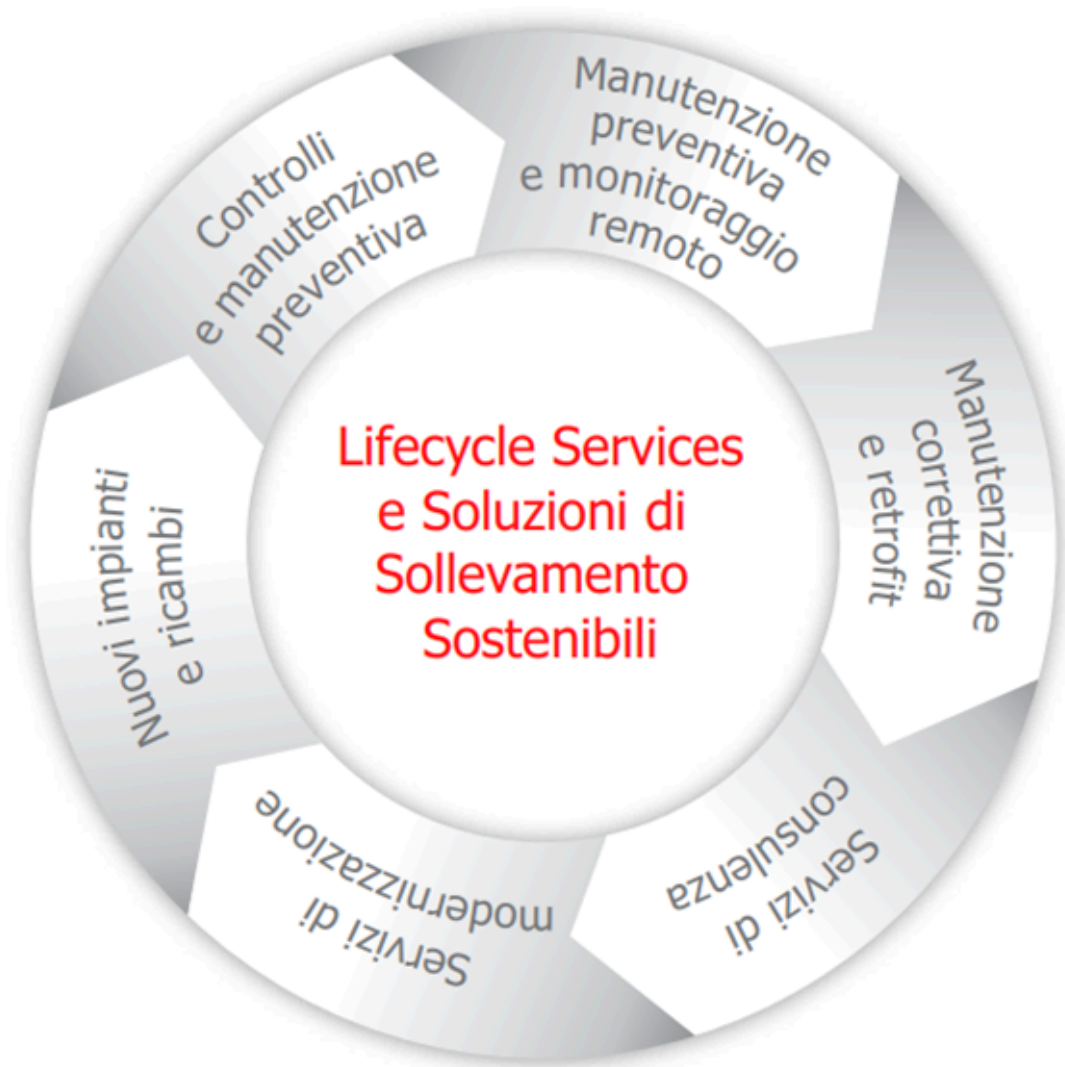 Manutenzione
preventiva
e monitoraggio
remoto
Manutenzione
correttiva
e retrofit
Servizi di
consulenza
Servizi di
modernizzazione
Nuovi impianti
e ricambi
Controlli
e manutenzione
preventiva
Lifecycle Services
e Soluzioni di
Sollevamento
Sostenibili